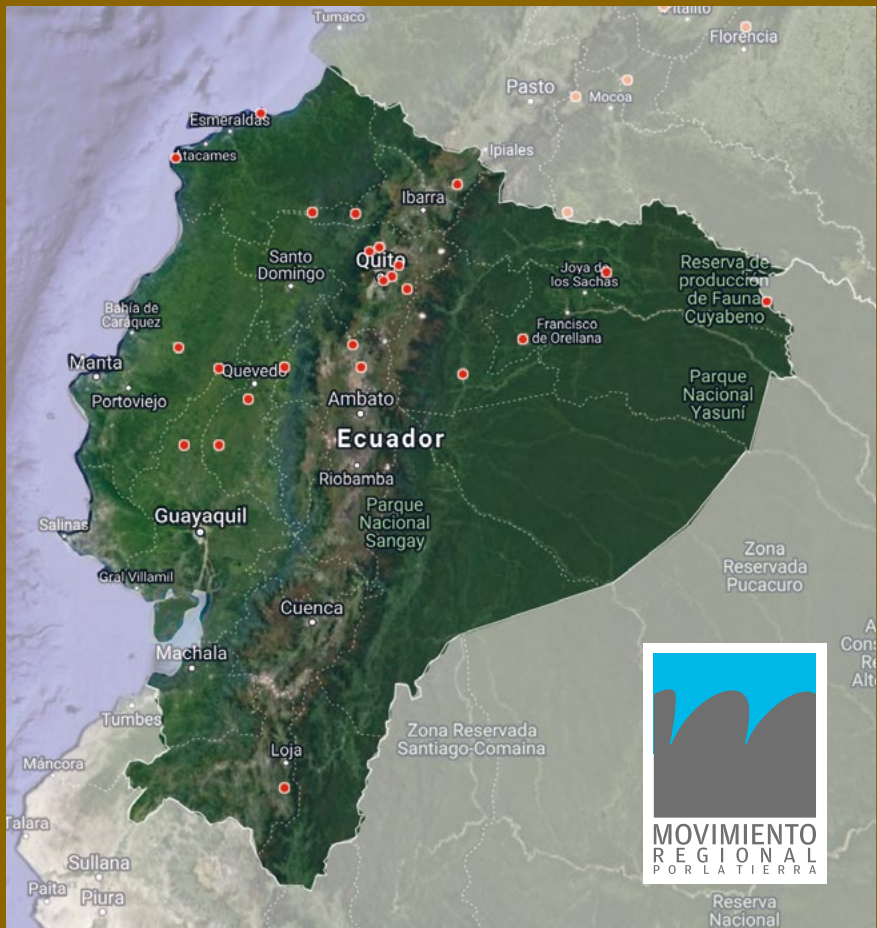 Tumaco
Florencia
Pasto
Mocoa
Esmeraldas
Atacames
Ipiales
Ibarra
Quito
Santo
Domingo
Joya de
los Sachas
Reserva de
producción
de Fauna
Cuyabeno
Bahía de
Caráquez
Francisco
de Orellana
Manta
Quevedo
Portoviejo
Parque
Nacional
Yasuní
Ambato
Ecuador
Riobamba
Parque
Nacional
Sangay
Guayaquil
Salinas
Gral Villamil
Zona
Reservada
Pucacuro
Cuenca
Machala
Tumbes
Zona Reservada
Santiago-Comaina
Loja
Máncora
Talara
Sullana
Paita
Piura
MOVIMIENTO
REGIONAL
POR LA TIERRA
Reserva
Nacional